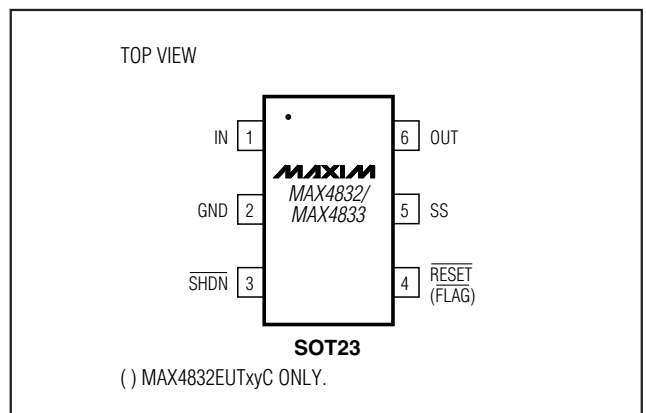 TOP VIEW
IN 1
6 OUT
MAXIM
MAX4832/
MAX4833
GND 2
5 SS
SHDN 3
4 RESET
(FLAG)
SOT23
( ) MAX4832EUTxyC ONLY.